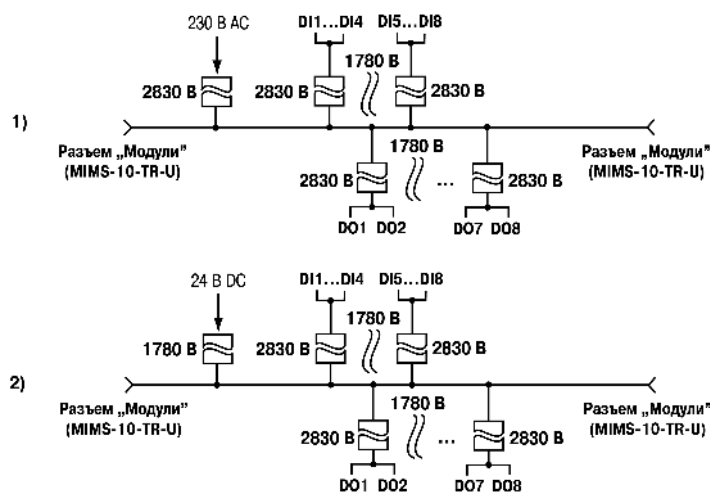 230 В AC
DI1...DI4
DI5...DI8
1780 В
2830 В
2830 В
2830 В
1)
Разъем „Модули”
(MIMS-10-TR-U)
1780 В
Разъем „Модули”
(MIMS-10-TR-U)
2830 В
...
2830 В
DO1 DO2
DO7 DO8
24 В DC
DI1...DI4
DI5...DI8
1780 В
1780 В
2830 В
2830 В
2)
Разъем „Модули”
(MIMS-10-TR-U)
1780 В
Разъем „Модули”
(MIMS-10-TR-U)
2830 В
...
2830 В
DO1 DO2
DO7 DO8